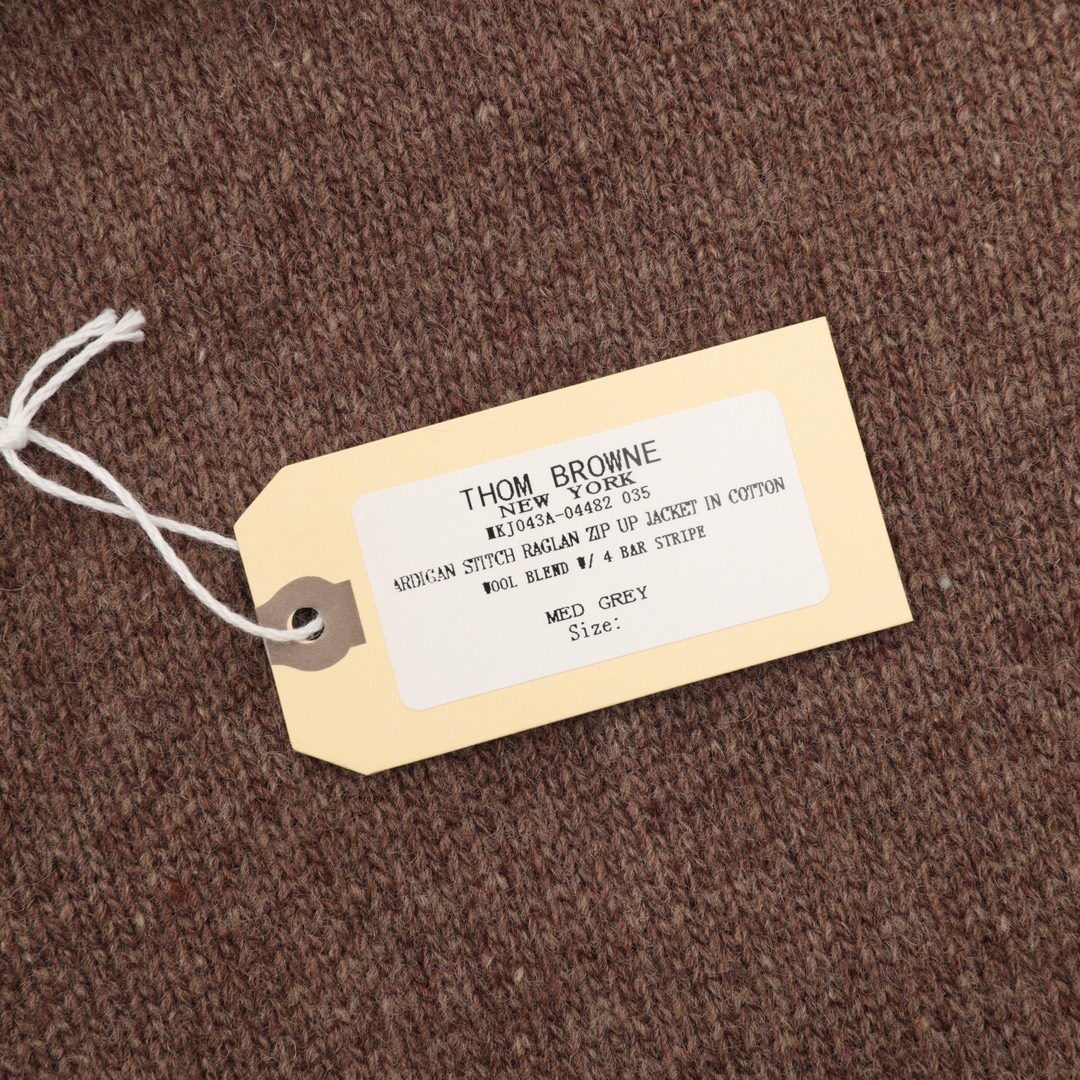 THOM BROWNE
NEW YORK
MKJ043A-04482 035
ARDIGAN STITCH RAGLAN ZIP UP JACKET IN COTTON
WOOL BLEND W/ 4 BAR STRIPE
MED GREY
Size: